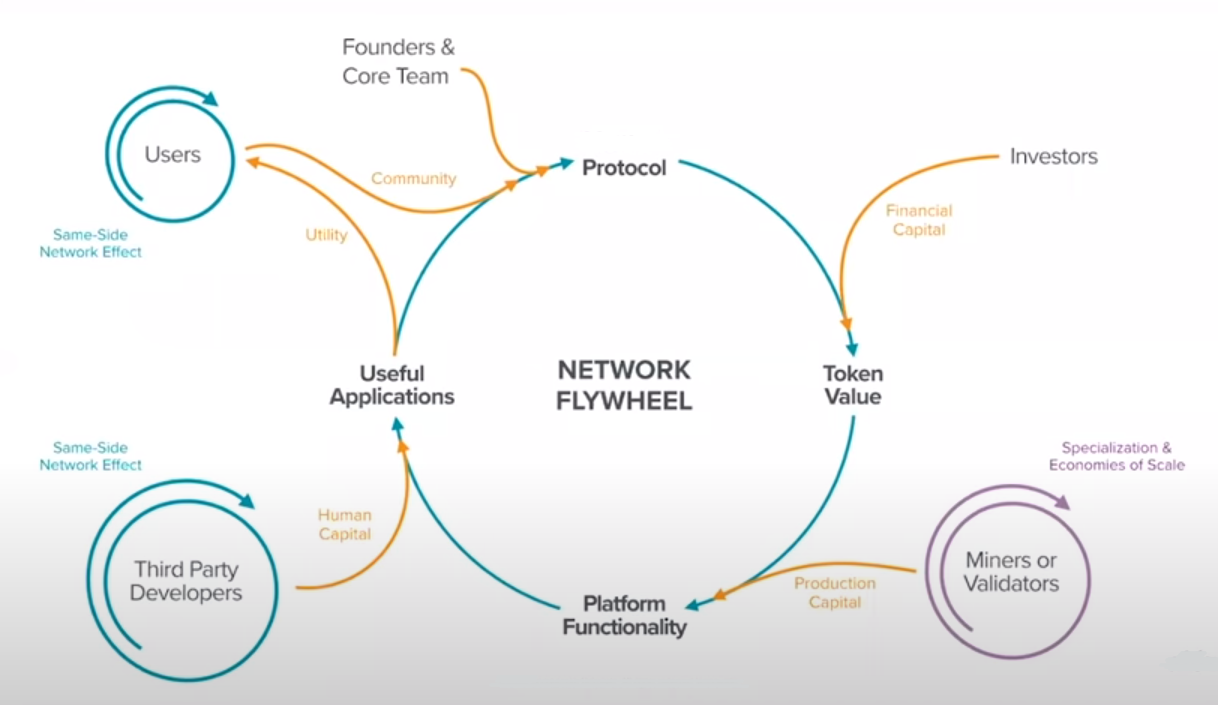 Founders &
Core Team
Users
Community
Protocol
Investors
Same-Side
Network Effect
Utility
Financial
Capital
Useful
Applications
NETWORK
FLYWHEEL
Token
Value
Same-Side
Network Effect
Specialization &
Economies of Scale
Human
Capital
Third Party
Developers
Miners or
Validators
Production
Capital
Platform
Functionality